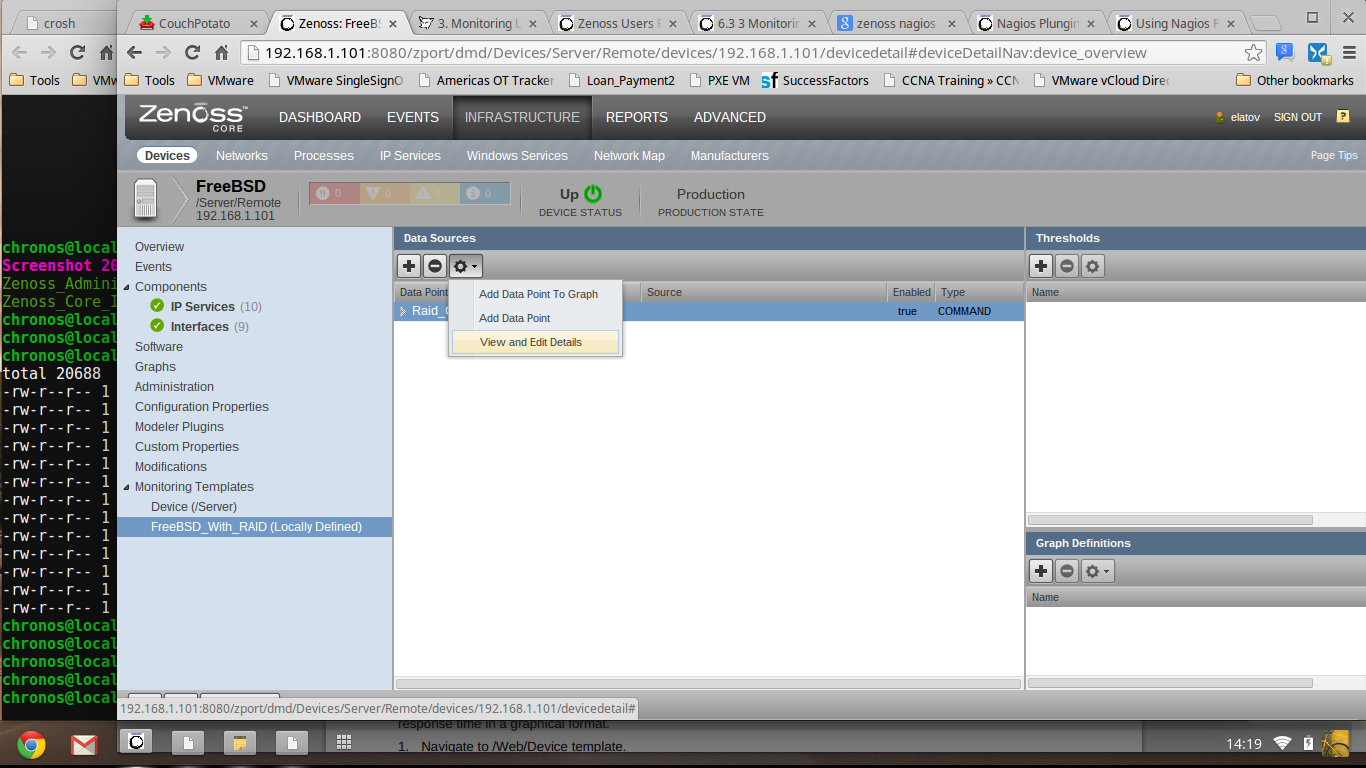 crosh
CouchPotato
Zenoss: FreeBS
3. Monitoring U
Zenoss Users F
6.3 3 Monitorin
zenoss nagios
Nagios Plungin
Using Nagios P
192.168.1.101:8080/zport/dmd/Devices/Server/Remote/devices/192.168.1.101/devicedetail#deviceDetailNav:device_overview
Tools
VMw
Tools
VMware
VMware SingleSignO
Americas OT Tracker
Loan_Payment2
PXE VM
sf SuccessFactors
CCNA Training » CCN
VMware vCloud Direc
Other bookmarks
Zenoss CORE
DASHBOARD
EVENTS
INFRASTRUCTURE
REPORTS
ADVANCED
elatov
SIGN OUT
?
Devices
Networks
Processes
IP Services
Windows Services
Network Map
Manufacturers
Page Tips
FreeBSD
/Server/Remote
192.168.1.101
0
0
0
0
Up
DEVICE STATUS
Production
PRODUCTION STATE
Overview
Events
Components
IP Services (10)
Interfaces (9)
Software
Graphs
Administration
Configuration Properties
Modeler Plugins
Custom Properties
Modifications
Monitoring Templates
Device (/Server)
FreeBSD_With_RAID (Locally Defined)
Data Sources
Data Point
Source
Enabled
Type
Raid_
true
COMMAND
Add Data Point To Graph
Add Data Point
View and Edit Details
Thresholds
Name
Graph Definitions
Name
chronos@local
Screenshot 20
Zenoss_Admini
Zenoss_Core_I
chronos@local
chronos@local
chronos@local
total 20688
-rw-r--r-- 1
-rw-r--r-- 1
-rw-r--r-- 1
-rw-r--r-- 1
-rw-r--r-- 1
-rw-r--r-- 1
-rw-r--r-- 1
-rw-r--r-- 1
-rw-r--r-- 1
-rw-r--r-- 1
-rw-r--r-- 1
-rw-r--r-- 1
-rw-r--r-- 1
chronos@local
chronos@local
chronos@local
chronos@local
chronos@local
192.168.1.101:8080/zport/dmd/Devices/Server/Remote/devices/192.168.1.101/devicedetail#
response time in a graphical format.
1. Navigate to /Web/Device template.
14:19